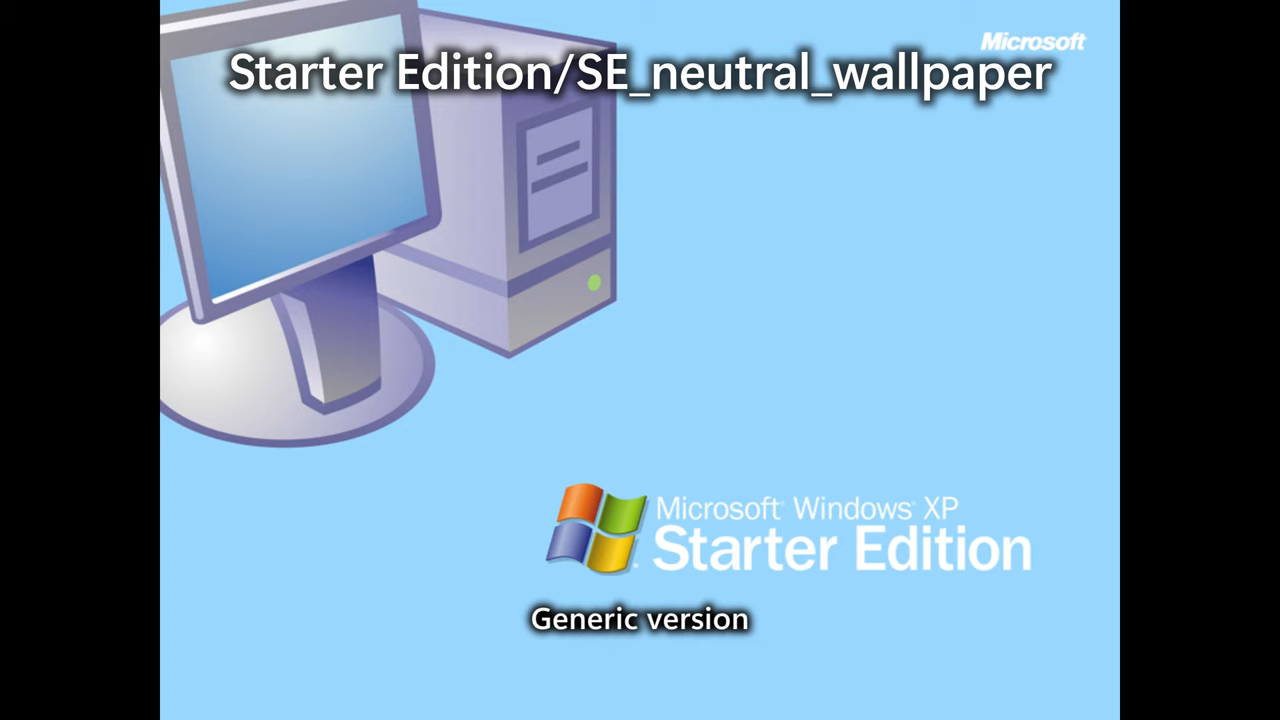 Microsoft
Starter Edition/SE_neutral_wallpaper
Microsoft Windows XP
Starter Edition
Generic version